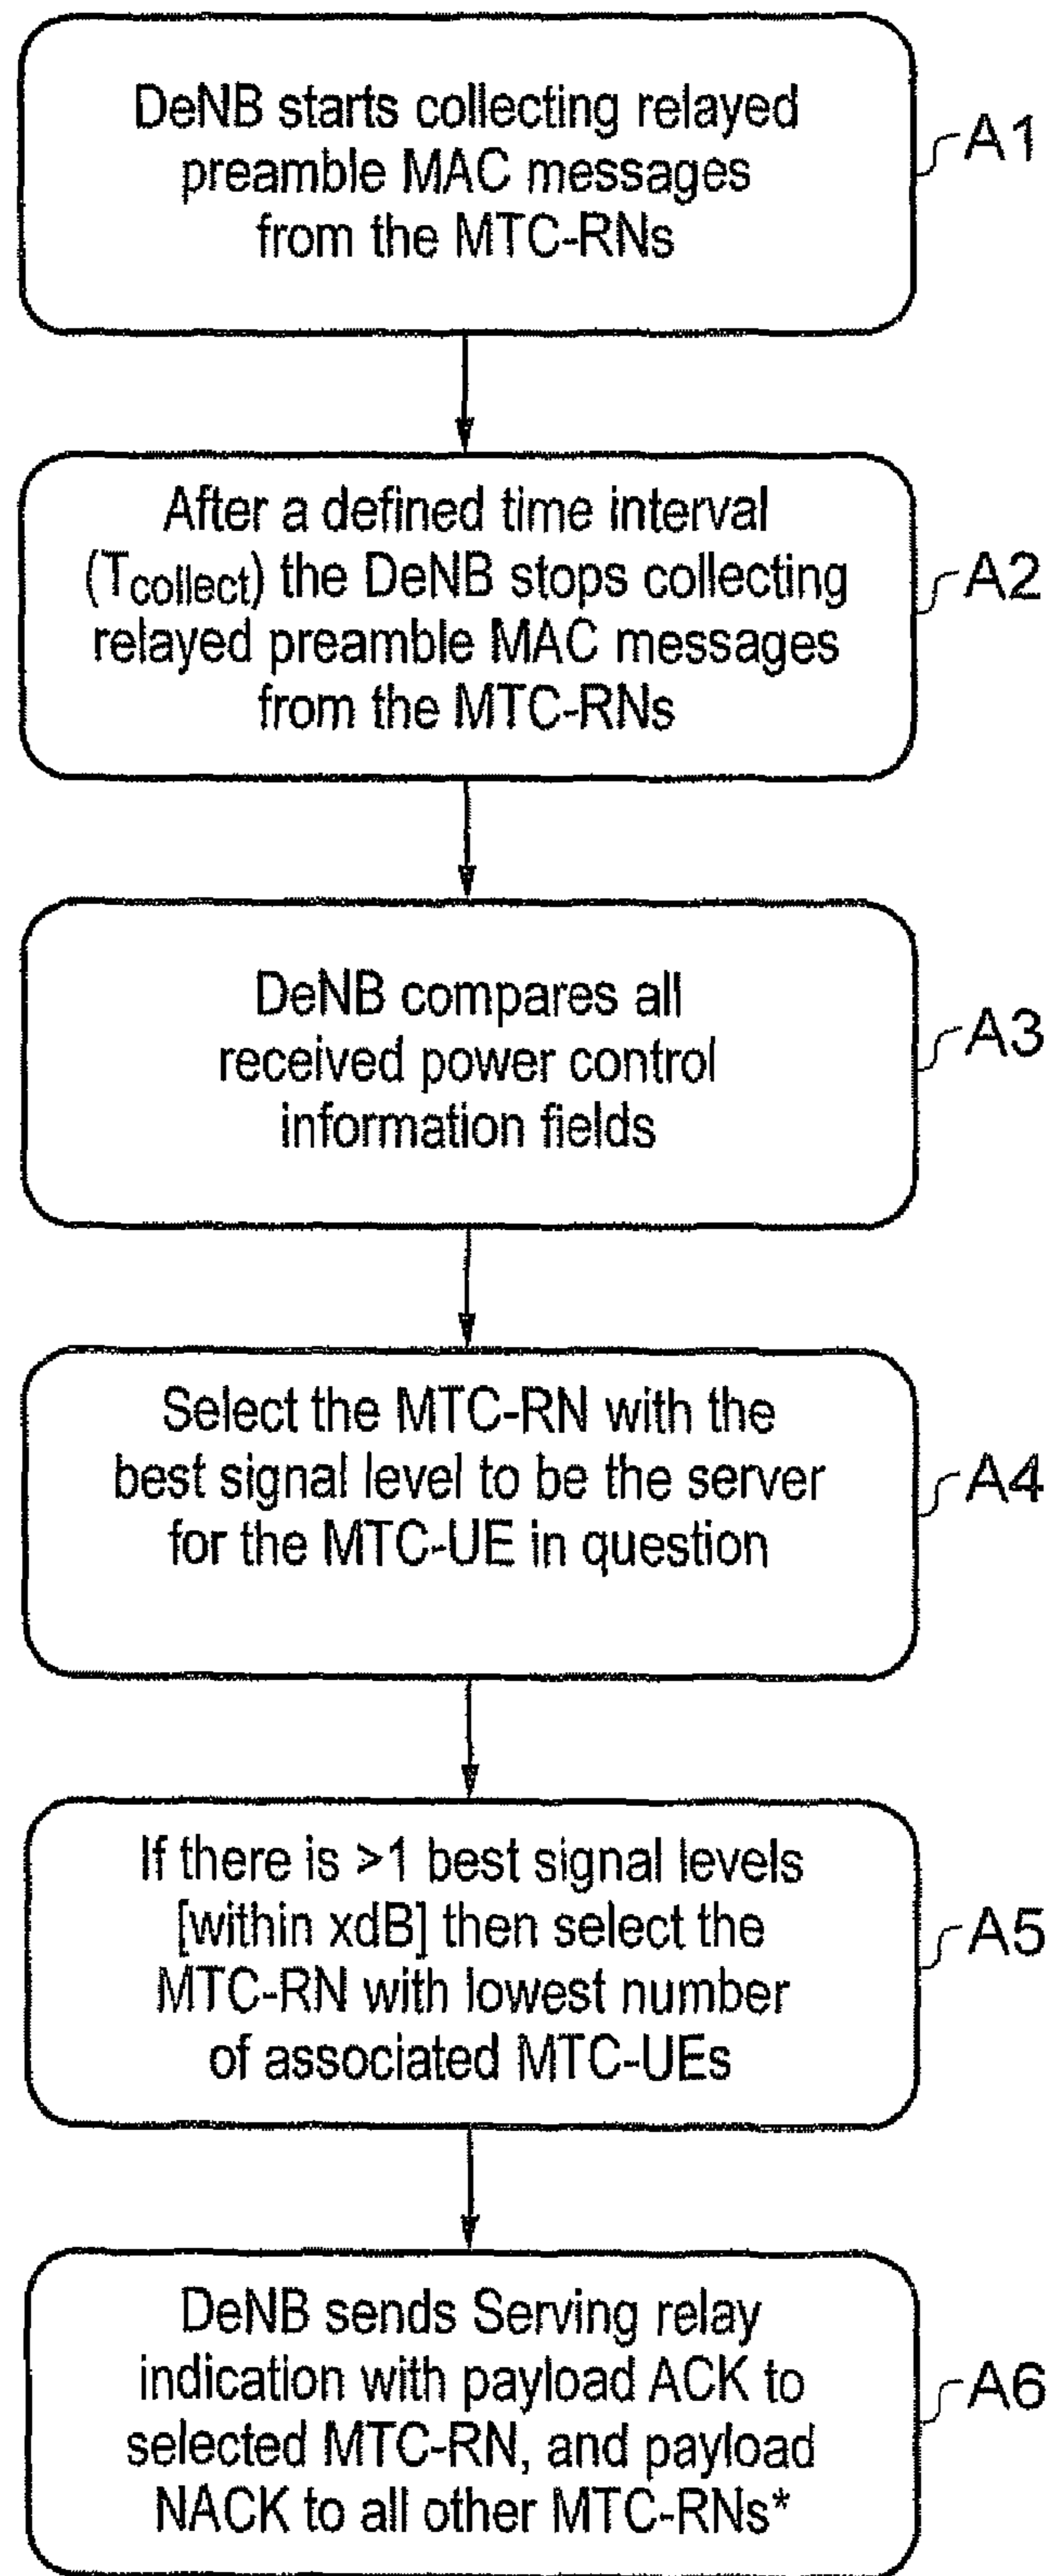 DeNB starts collecting relayed
preamble MAC messages
from the MTC-RNs
A1
After a defined time interval
(Tcollect) the DeNB stops collecting
relayed preamble MAC messages
from the MTC-RNs
A2
DeNB compares all
received power control
information fields
A3
Select the MTC-RN with the
best signal level to be the server
for the MTC-UE in question
A4
If there is >1 best signal levels
[within xdB] then select the
MTC-RN with lowest number
of associated MTC-UEs
A5
DeNB sends Serving relay
indication with payload ACK to
selected MTC-RN, and payload
NACK to all other MTC-RNs*
A6